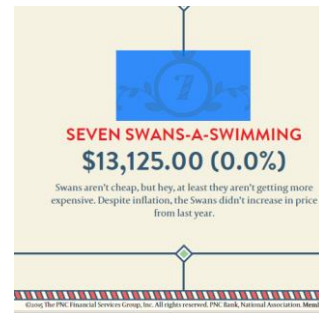 7
SEVEN SWANS-A-SWIMMING
$13,125.00 (0.0%)
Swans aren't cheap, but hey, at least they aren't getting more
expensive. Despite inflation, the Swans didn't increase in price
from last year.
The PNC Financial Services Group, Inc. All rights reserved. PNC Bank, National Association.